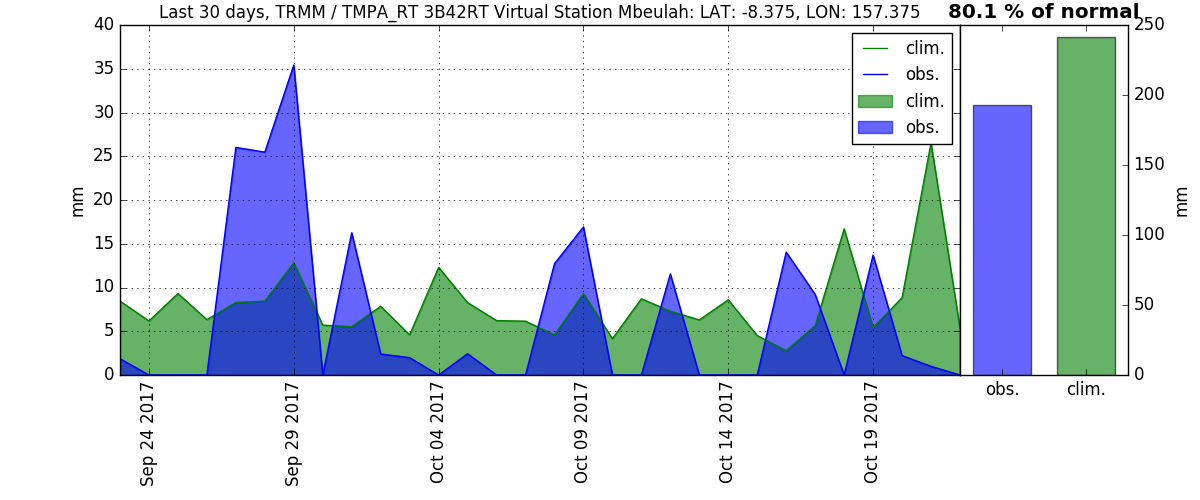 Last 30 days, TRMM / TMPA_RT 3B42RT Virtual Station Mbeulah: LAT: -8.375, LON: 157.375
80.1 % of normal
40
35
30
25
20
15
10
5
0
mm
clim.
obs.
clim.
obs.
250
200
150
100
50
0
mm
Sep 24 2017
Sep 29 2017
Oct 04 2017
Oct 09 2017
Oct 14 2017
Oct 19 2017
obs.
clim.